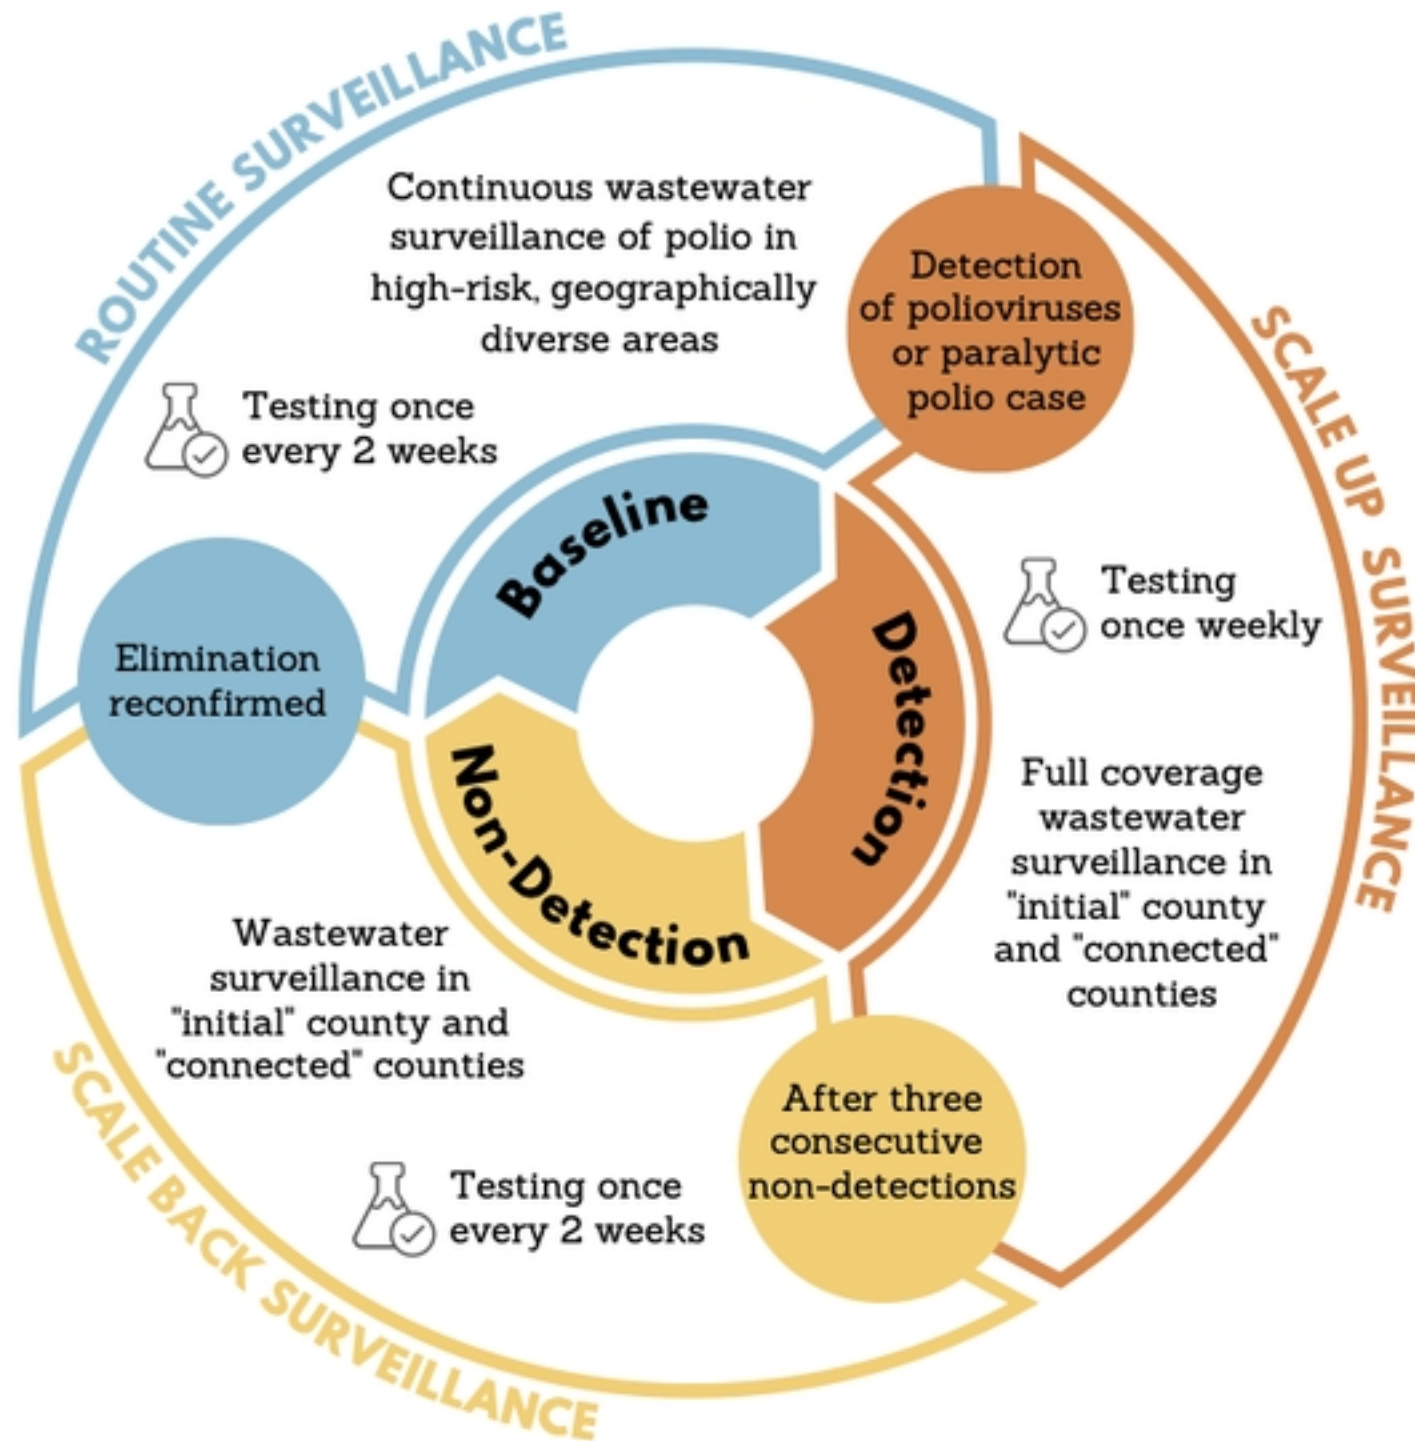 ROUTINE SURVEILLANCE
Continuous wastewater
surveillance of polio in
high-risk, geographically
diverse areas
Testing once
every 2 weeks
Baseline
Detection
of polioviruses
or paralytic
polio case
SCALE UP SURVEILLANCE
Testing
once weekly
Full coverage
wastewater
surveillance in
"initial" county
and "connected"
counties
Detection
After three
consecutive
non-detections
SCALE BACK SURVEILLANCE
Non-Detection
Wastewater
surveillance in
"initial" county and
"connected" counties
Testing once
every 2 weeks
Elimination
reconfirmed